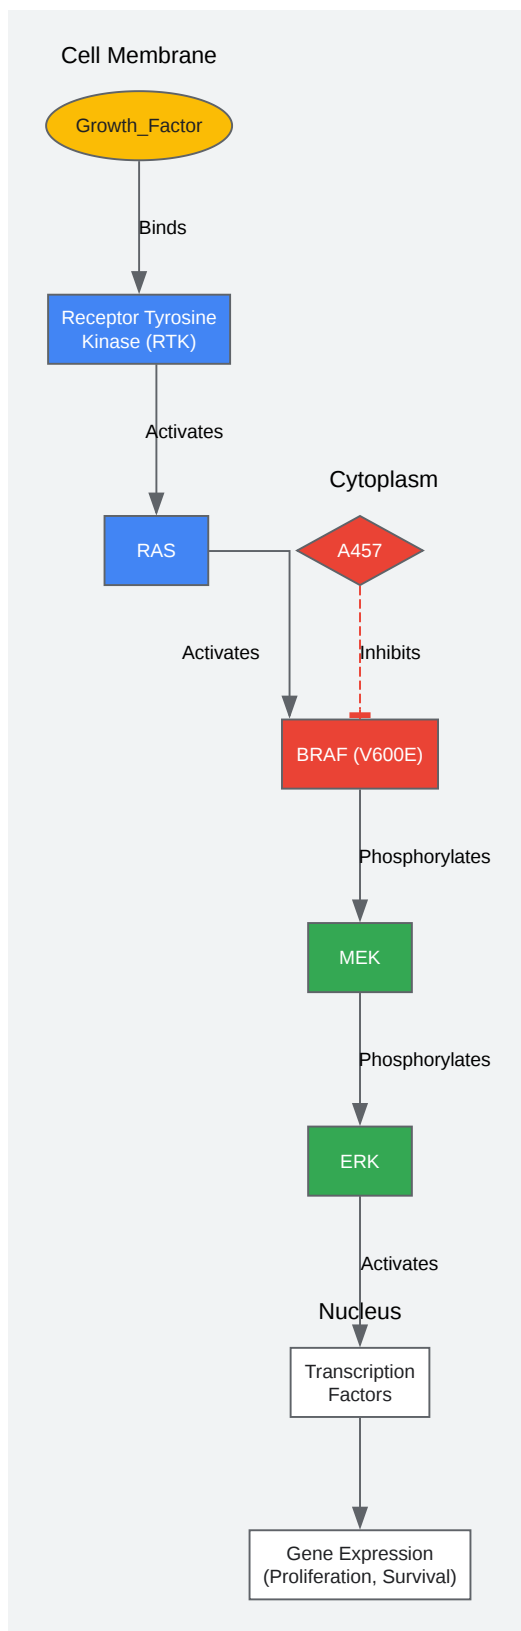 Cell Membrane
Growth_Factor
Binds
Receptor Tyrosine
Kinase (RTK)
Activates
Cytoplasm
RAS
A457
Activates
Inhibits
BRAF (V600E)
Phosphorylates
MEK
Phosphorylates
ERK
Activates
Nucleus
Transcription
Factors
Gene Expression
(Proliferation, Survival)